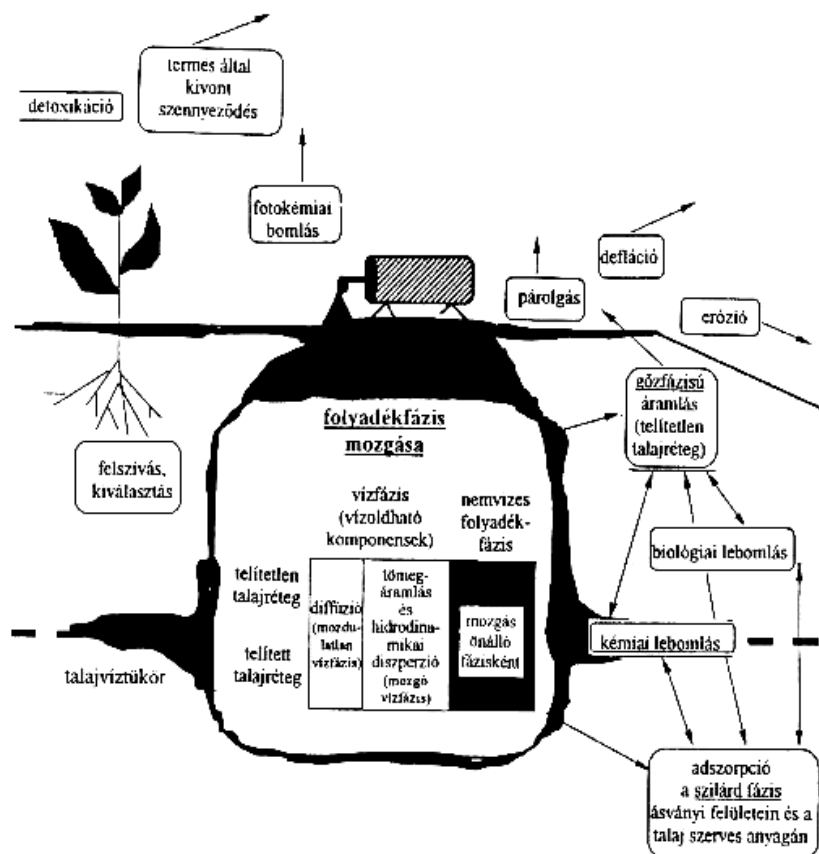 termes által
kivont
szennyeződés
detoxikáció
fotokémiai
bomlás
defláció
párolgás
erózió
gőzfázisú
áramlás
(telítetlen
talajréteg)
folyadékfázis
mozgása
felszívás,
kiválasztás
vízfázis
(vízoldható
komponensek)
nemvizes
folyadék-
fázis
biológiai lebomlás
telítetlen
talajréteg
telített
talajréteg
diffúzió
(mozdu-
latlan
vízfázis)
tömeg-
áramlás
és
hidrodina-
mikai
diszperzió
(mozgó
vízfázis)
mozgás
önálló
fázisként
kémiai lebomlás
talajvíztükör
adszorpció
a szilárd fázis
ásványi felületein és a
talaj szerves anyagán